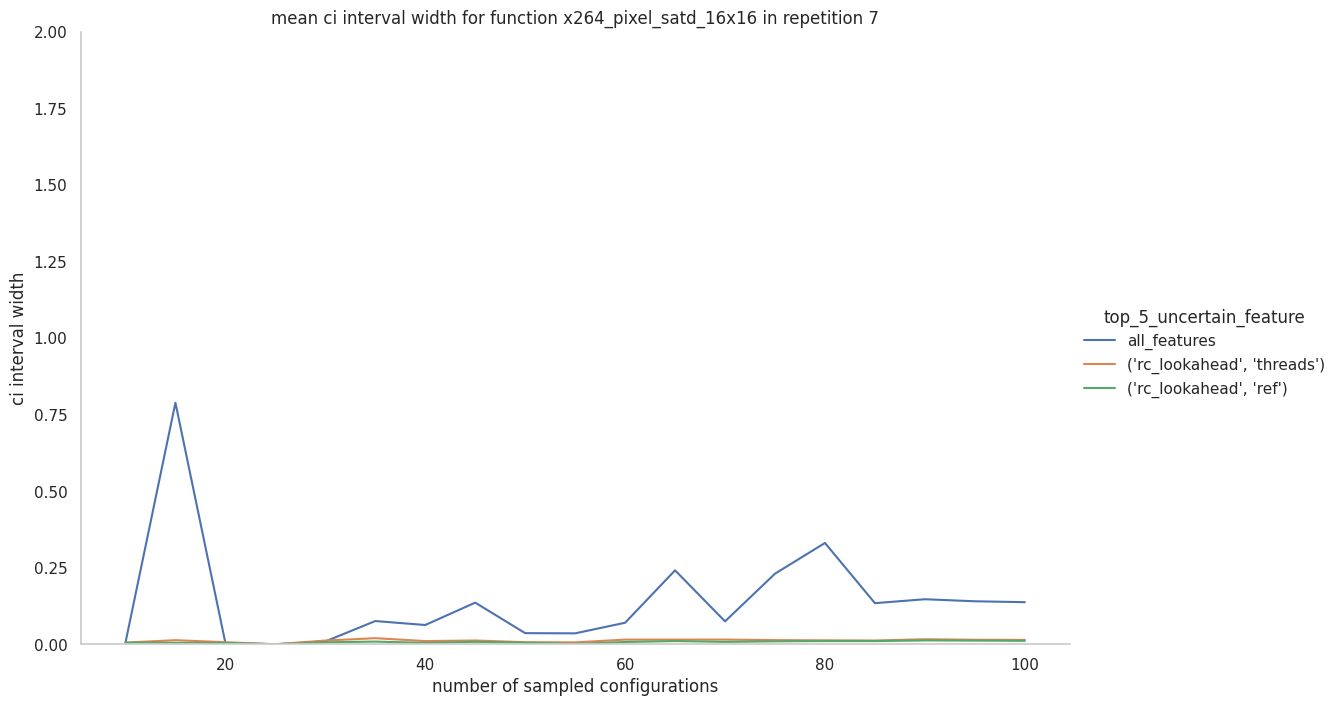 mean ci interval width for function x264_pixel_satd_16x16 in repetition 7
2.00
1.75
1.50
1.25
1.00
0.75
0.50
0.25
0.00
ci interval width
20
40
60
80
100
number of sampled configurations
top_5_uncertain_feature
all_features
('rc_lookahead', 'threads')
('rc_lookahead', 'ref')